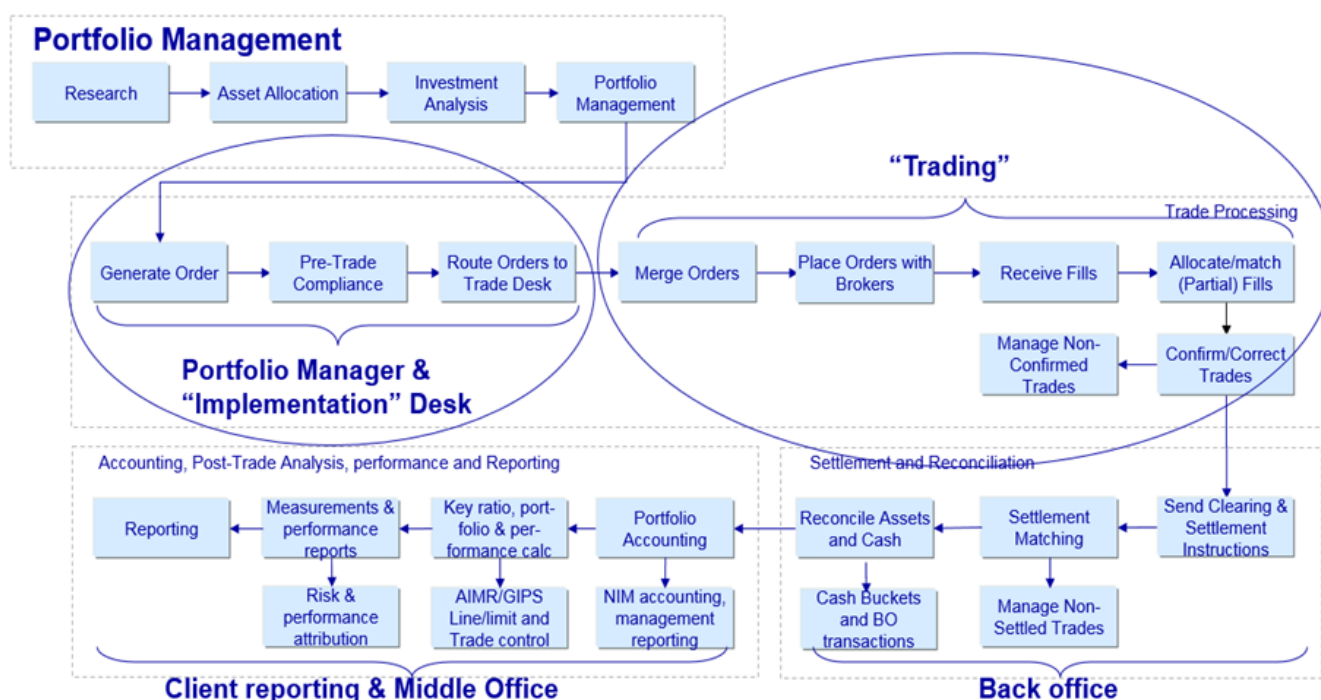 Portfolio Management
Research
Asset Allocation
Investment
Analysis
Portfolio
Management
“Trading”
Trade Processing
Generate Order
Pre-Trade
Compliance
Route Orders to
Trade Desk
Merge Orders
Place Orders with
Brokers
Receive Fills
Allocate/match
(Partial) Fills
Portfolio Manager &
“Implementation” Desk
Manage Non-
Confirmed
Trades
Confirm/Correct
Trades
Accounting, Post-Trade Analysis, performance and Reporting
Settlement and Reconciliation
Reporting
Measurements &
performance
reports
Key ratio, port-
folio & per-
formance calc
Portfolio
Accounting
Reconcile Assets
and Cash
Settlement
Matching
Send Clearing &
Settlement
Instructions
Risk &
performance
attribution
AIMR/GIPS
Line/limit and
Trade control
NIM accounting,
management
reporting
Cash Buckets
and BO
transactions
Manage Non-
Settled Trades
Client reporting & Middle Office
Back office